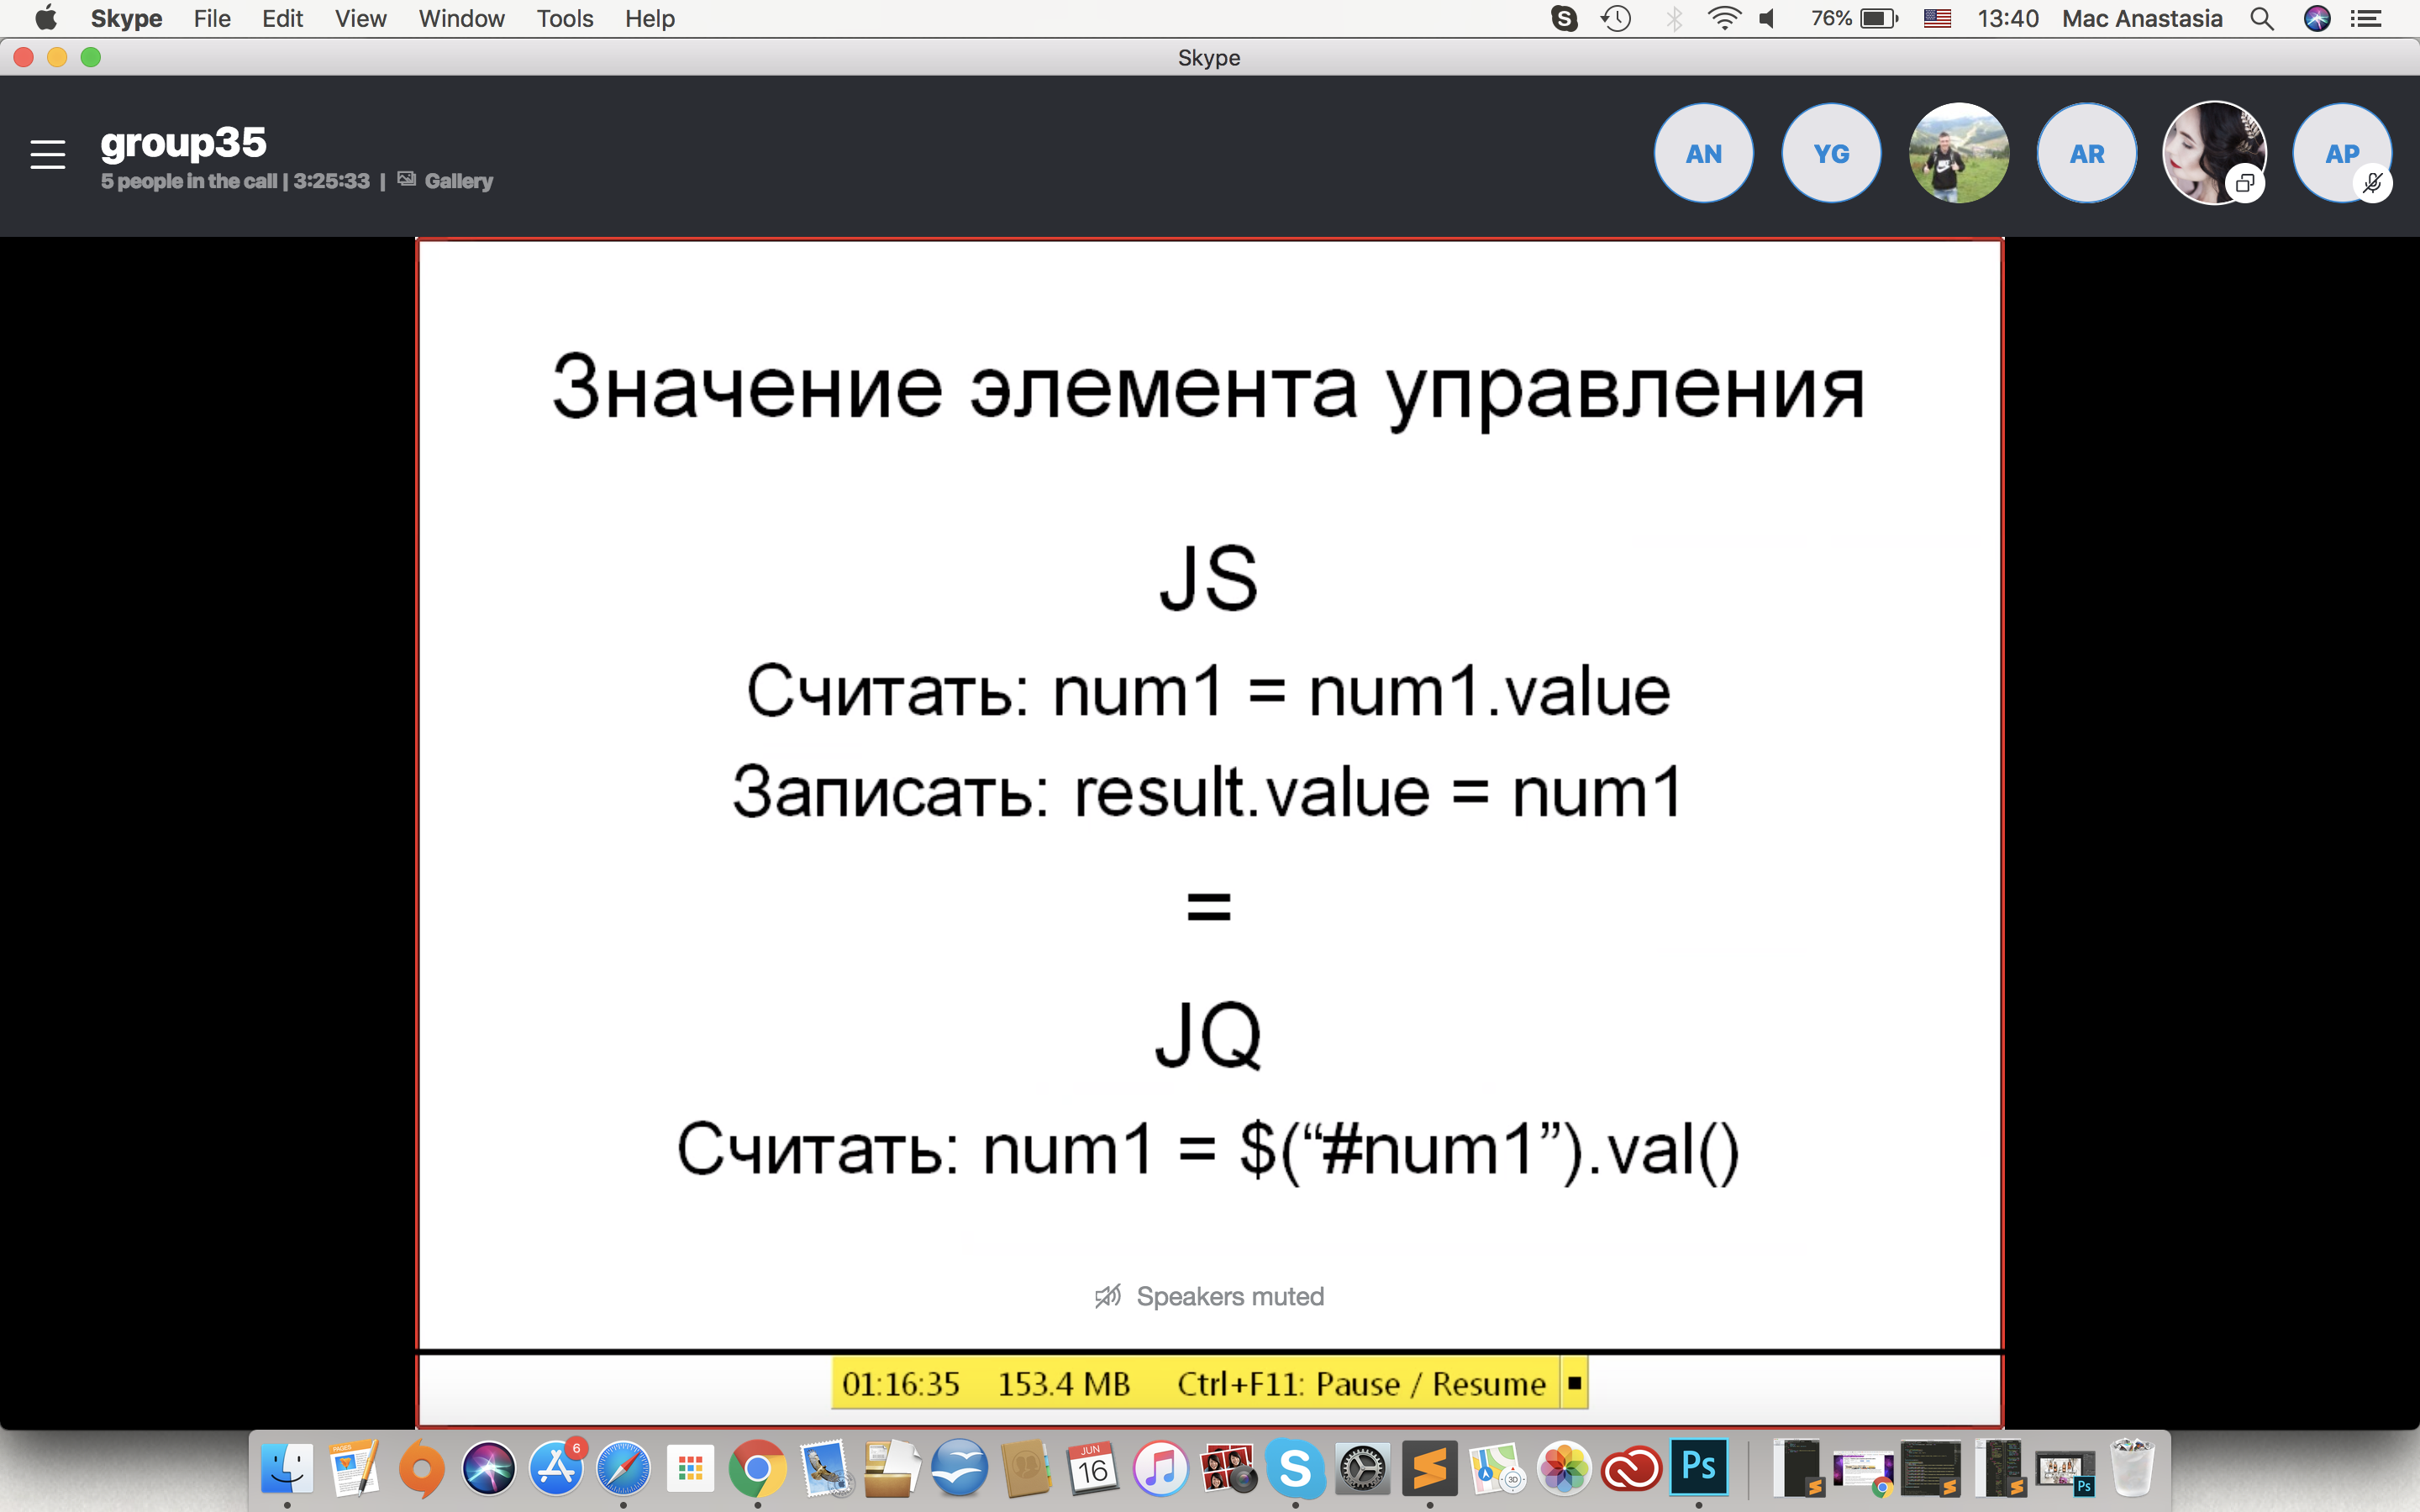 Skype File Edit View Window Tools Help 76% 13:40 Mac Anastasia
Skype
group35
5 people in the call | 3:25:33 | Gallery
AN YG AR AP
Значение элемента управления
JS
Считать: num1 = num1.value
Записать: result.value = num1
=
JQ
Считать: num1 = $(“#num1”).val()
Speakers muted
01:16:35 153.4 MB Ctrl+F11: Pause / Resume
PAGES 6 JUN 16 3D Ps Ps